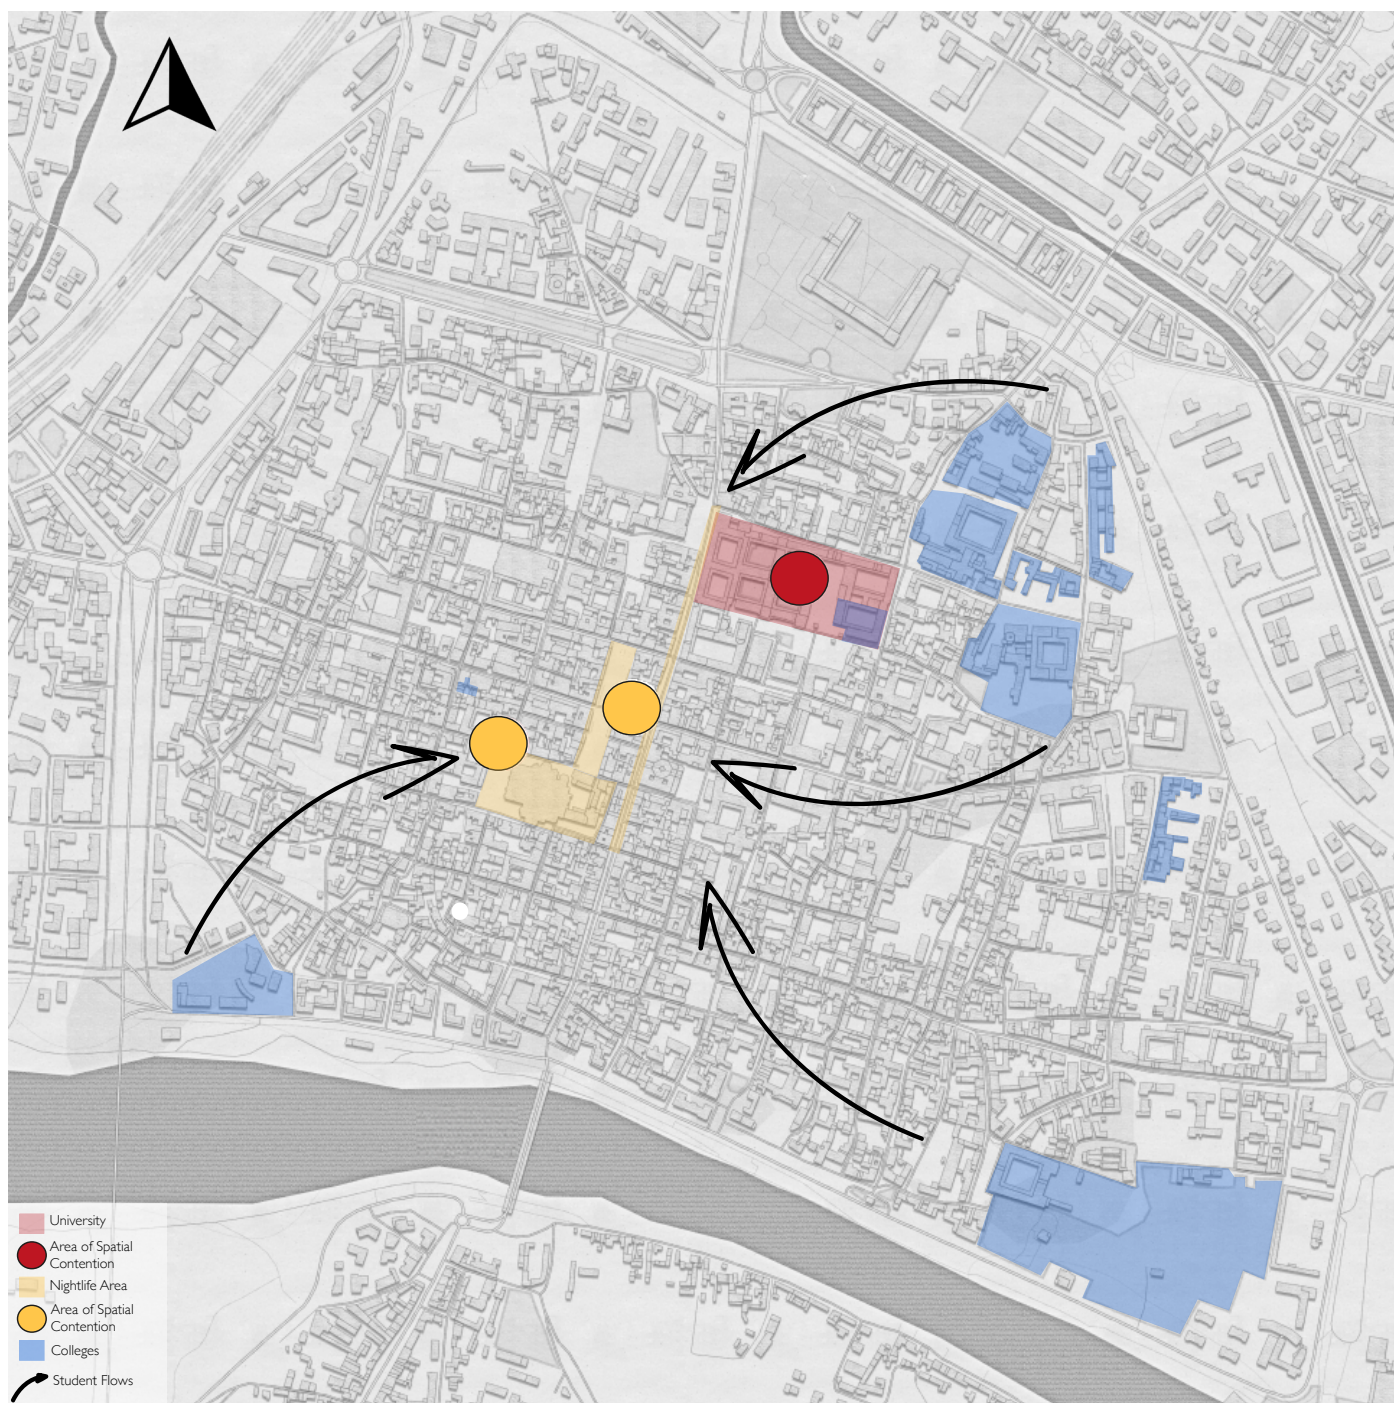 University
Area of Spatial
Contention
Nightlife Area
Area of Spatial
Contention
Colleges
Student Flows